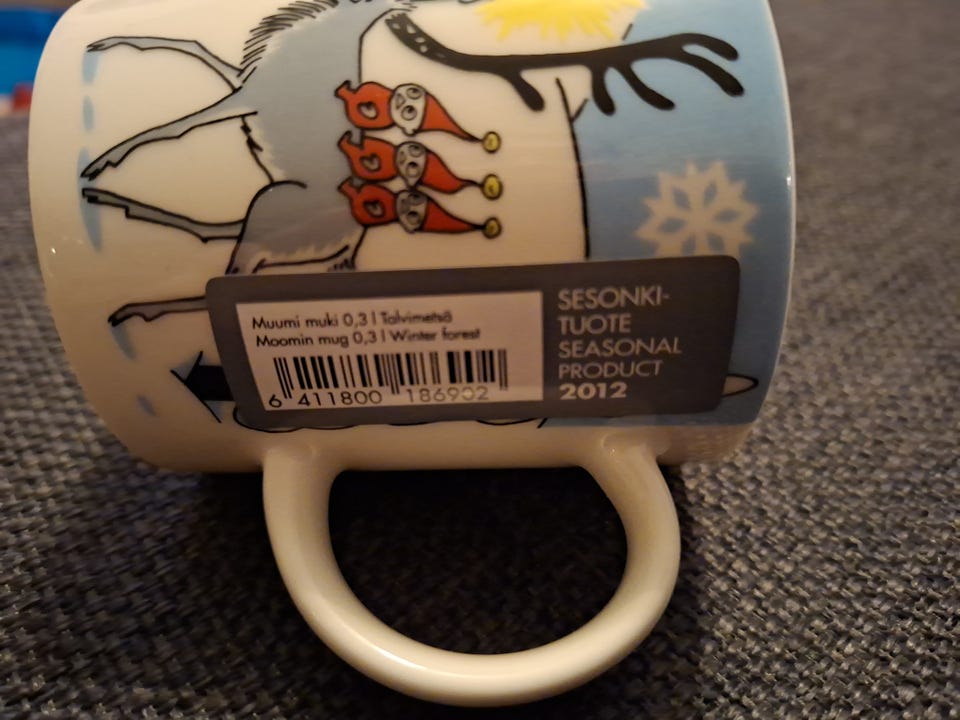 Muumi muki 0,3 l Talvimetsä
Moomin mug 0,3 l Winter forest
6 411800 186902
SESONKI-
TUOTE
SEASONAL
PRODUCT
2012